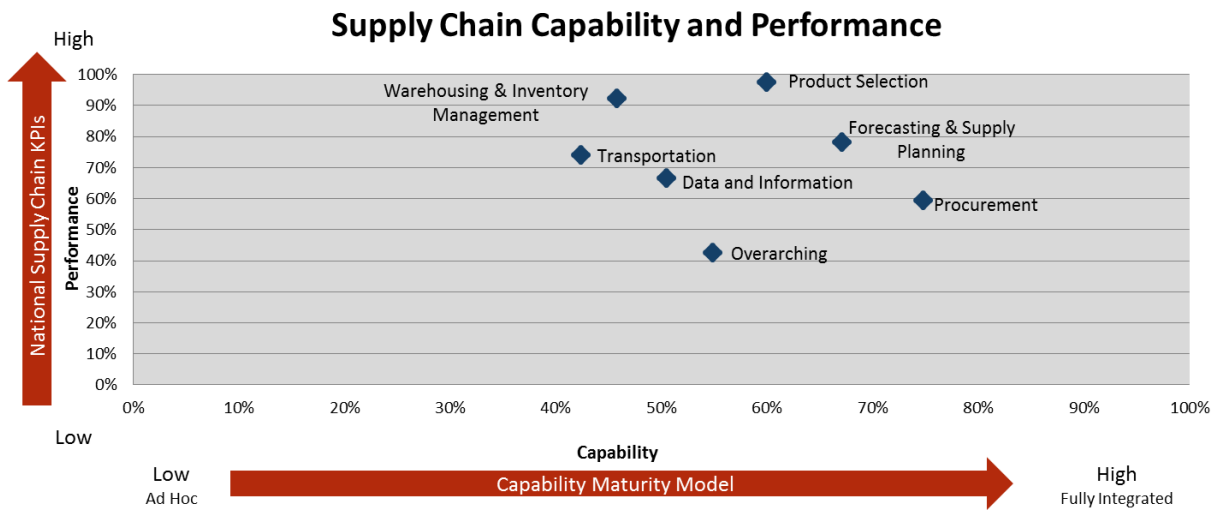 Supply Chain Capability and Performance
High
National Supply Chain KPIs
Performance
100%
90%
80%
70%
60%
50%
40%
30%
20%
10%
0%
Product Selection
Warehousing & Inventory
Management
Forecasting & Supply
Planning
Transportation
Data and Information
Procurement
Overarching
0% 10% 20% 30% 40% 50% 60% 70% 80% 90% 100%
Low
Capability
Low
Ad Hoc
Capability Maturity Model
High
Fully Integrated